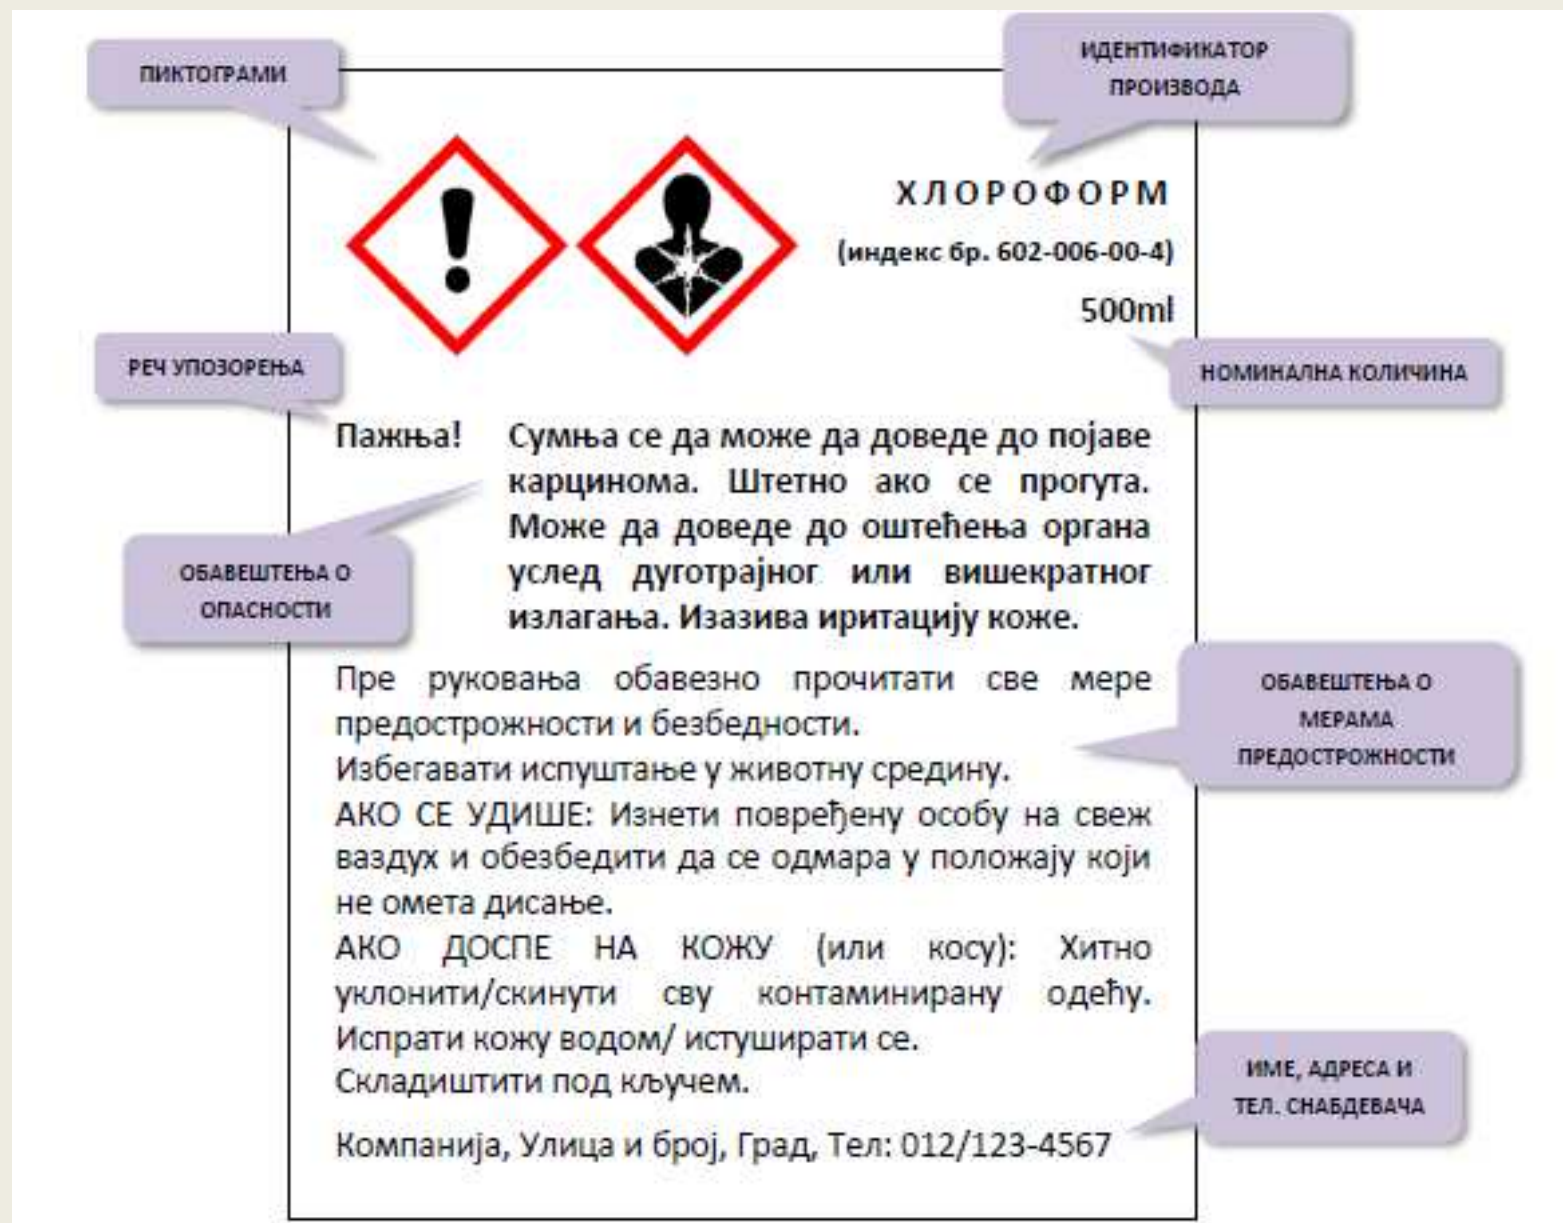 ПИКТОГРАМИ
ИДЕНТИФИКАТОР
ПРОИЗВОДА
ХЛОРОФОРМ
(индекс бр. 602-006-00-4)
500ml
РЕЧ УПОЗОРЕЊА
НОМИНАЛНА КОЛИЧИНА
Пажња!
Сумња се да може да доведе до појаве
карцинома. Штетно ако се прогута.
Може да доведе до оштећења органа
услед дуготрајног или вишекратног
излагања. Изазива иритацију коже.
ОБАВЕШТЕЊА О
ОПАСНОСТИ
Пре руковања обавезно прочитати све мере
предострожности и безбедности.
Избегавати испуштање у животну средину.
АКО СЕ УДИШЕ: Изнети повређену особу на свеж
ваздух и обезбедити да се одмара у положају који
не омета дисање.
АКО ДОСПЕ НА КОЖУ (или косу): Хитно
уклонити/скинути сву контаминирану одећу.
Испрати кожу водом/ истуширати се.
Складиштити под кључем.
ОБАВЕШТЕЊА О
МЕРАМА
ПРЕДОСТРОЖНОСТИ
Компанија, Улица и број, Град, Тел: 012/123-4567
ИМЕ, АДРЕСА И
ТЕЛ. СНАБДЕВАЧА